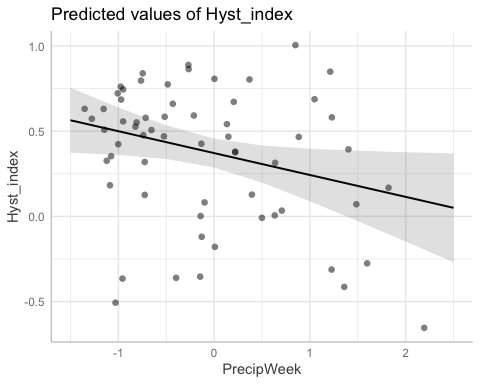 Predicted values of Hyst_index
1.0
0.5
0.0
-0.5
Hyst_index
-1
0
1
2
PrecipWeek